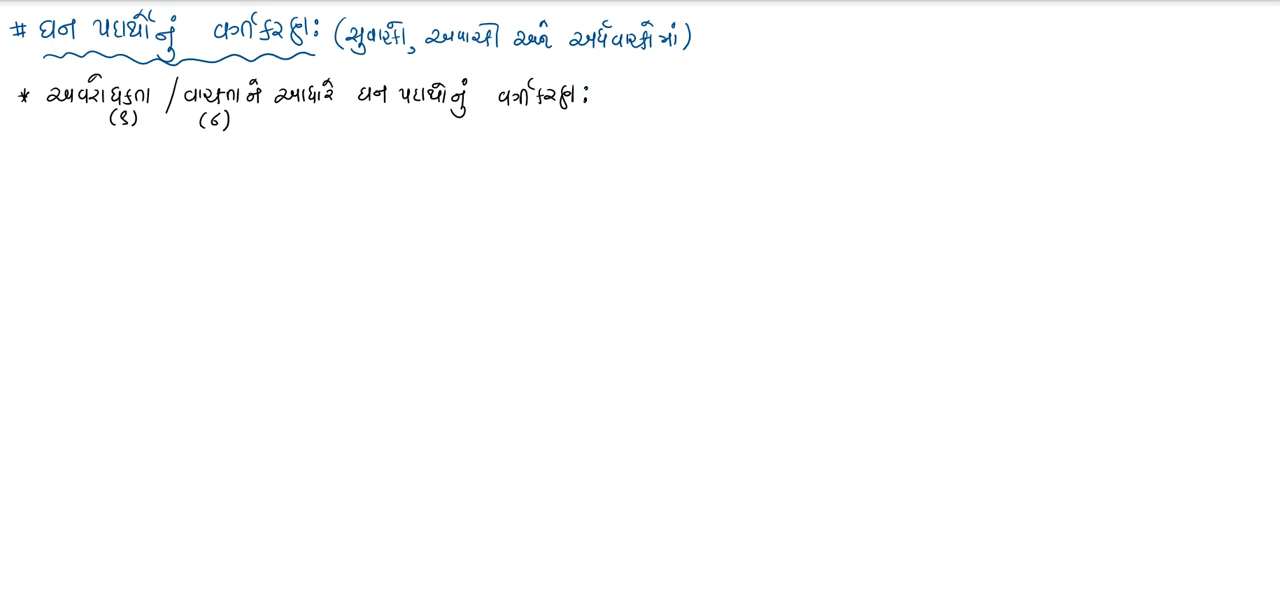 # ઘન પદાર્થોનું વર્ગીકરણ: (સુવાહકો, અવાહકો અને અર્ધવાહકોમાં)
* અવરોધકતા / વાહકતાને આધારે ઘન પદાર્થોનું વર્ગીકરણ:
(ρ) (σ)